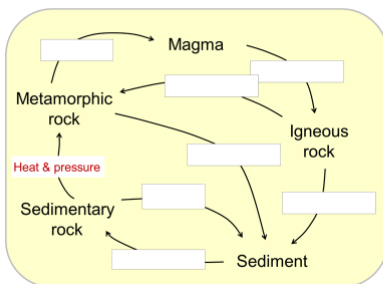 Magma
Metamorphic
rock
Igneous
rock
Heat & pressure
Sedimentary
rock
Sediment